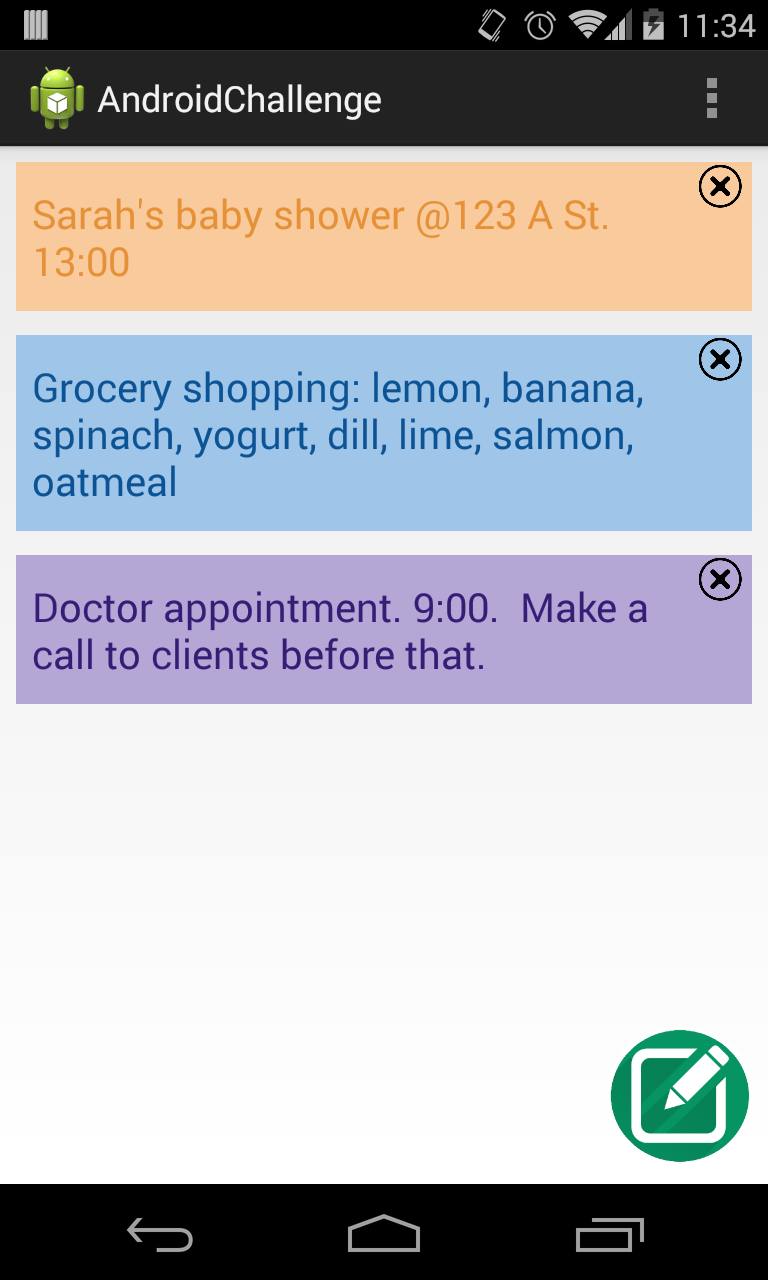 11:34
AndroidChallenge
Sarah's baby shower @123 A St.
13:00
Grocery shopping: lemon, banana,
spinach, yogurt, dill, lime, salmon,
oatmeal
Doctor appointment. 9:00.  Make a
call to clients before that.